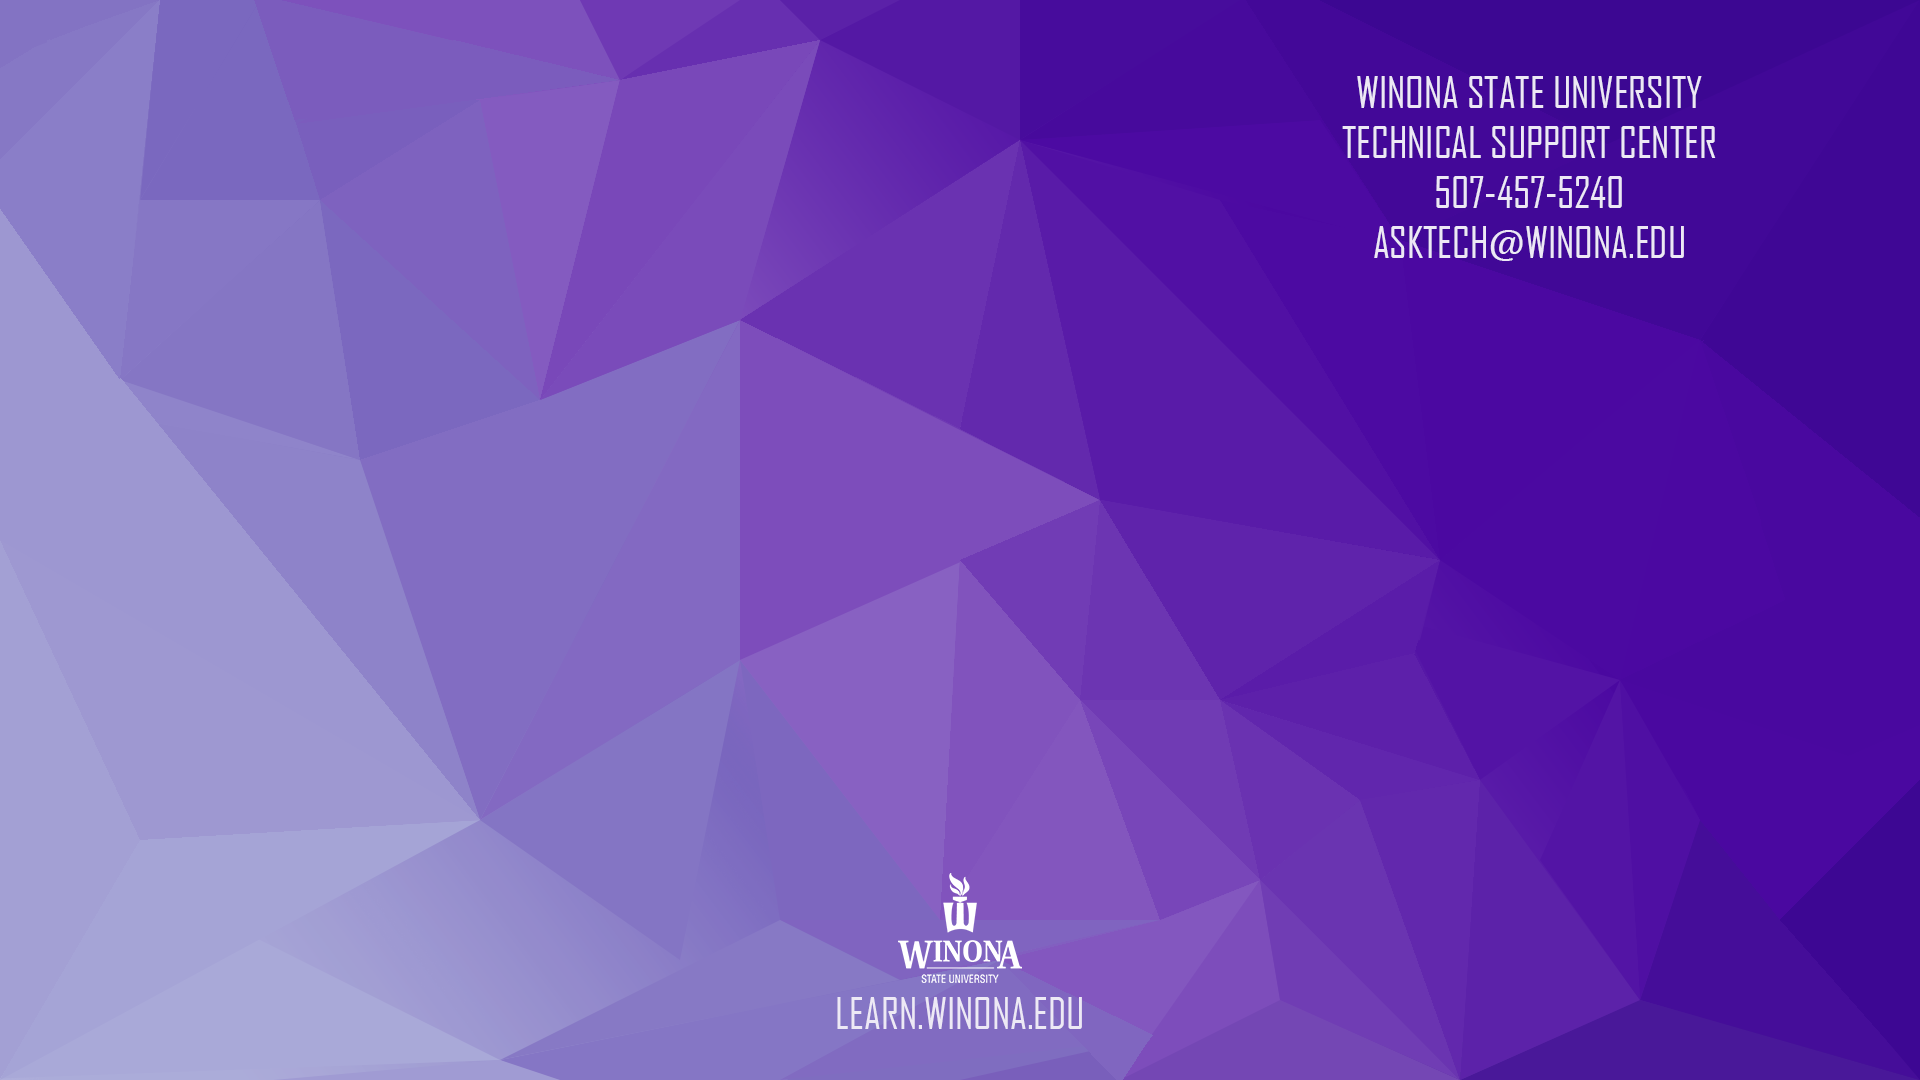 WINONA STATE UNIVERSITY
TECHNICAL SUPPORT CENTER
507-457-5240
ASKTECH@WINONA.EDU
W
WINONA
STATE UNIVERSITY
LEARN.WINONA.EDU